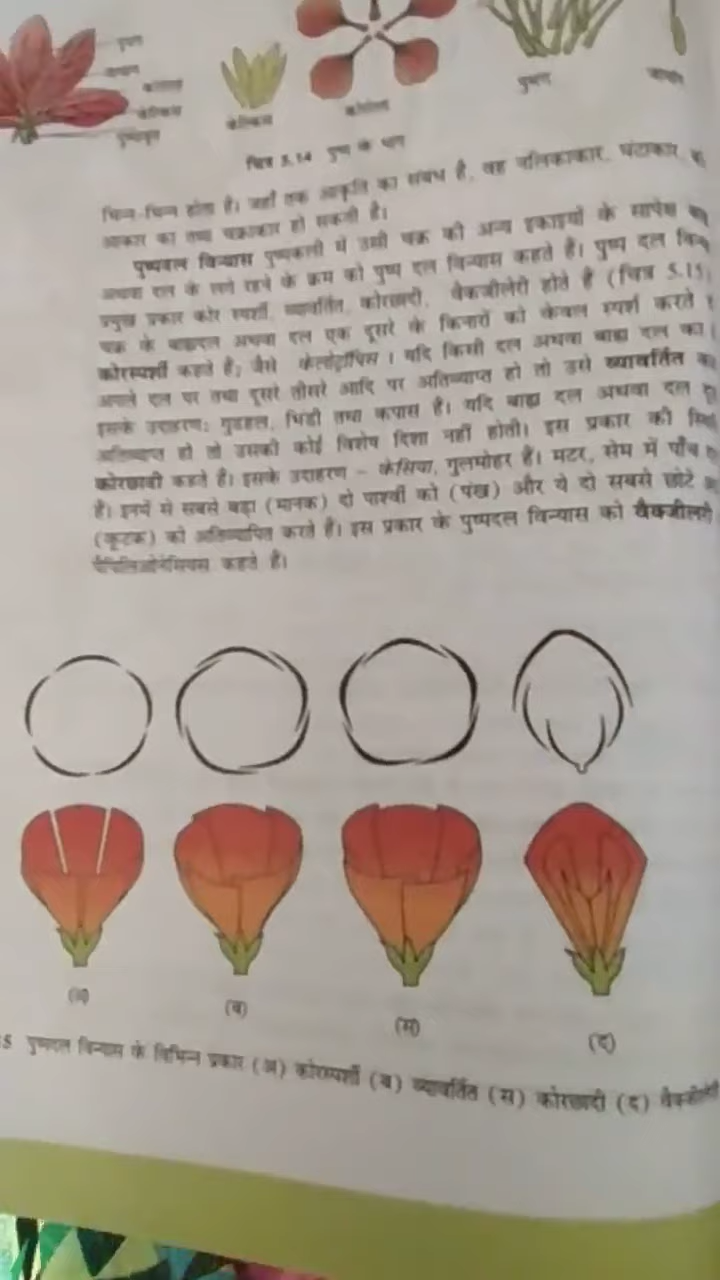 पुमंग
बाह्यदल
चित्र 5.14 पुष्प के भाग
भिन्न-भिन्न होता है। जहाँ तक आकृति का संबंध है, वह नलिकाकार, घंटाकार,
आकार का तथा चक्राकार हो सकती है।
पुष्पदल विन्यास पुष्पकली में उसी चक्र की अन्य इकाइयों के सापेक्ष
अथवा दल के लगे रहने के क्रम को पुष्प दल विन्यास कहते हैं। पुष्प दल
प्रमुख प्रकार कोर स्पर्शी, व्यावर्तित, कोरछादी, वैक्जीलेरी होते हैं (चित्र 5.15)
चक्र के बाह्यदल अथवा दल एक दूसरे के किनारों को केवल स्पर्श करते
कोरस्पर्शी कहते हैं; जैसे केलोट्रॉपिस। यदि किसी दल अथवा बाह्य दल का
अगले दल पर तथा दूसरे तीसरे आदि पर अतिव्याप्त हो तो उसे व्यावर्तित
इसके उदाहरण: गुडहल, भिंडी तथा कपास हैं। यदि बाह्य दल अथवा दल
अतिव्याप्त हो तो उसकी कोई विशेष दिशा नहीं होती। इस प्रकार की
कोरछादी कहते हैं। इसके उदाहरण – केसिया, गुलमोहर हैं। मटर, सेम में पाँच
हैं। इनमें से सबसे बड़ा (मानक) दो पार्श्वी को (पंख) और ये दो सबसे छोटे
(कूटक) को अतिव्यापित करते हैं। इस प्रकार के पुष्पदल विन्यास को वैक्जीलरी
पैपिलिओनेसियस कहते हैं।
(अ)
(ब)
(स)
(द)
5 पुष्पदल विन्यास के विभिन्न प्रकार (अ) कोरस्पर्शी (ब) व्यावर्तित (स) कोरछादी (द) वैक्जीलेरी